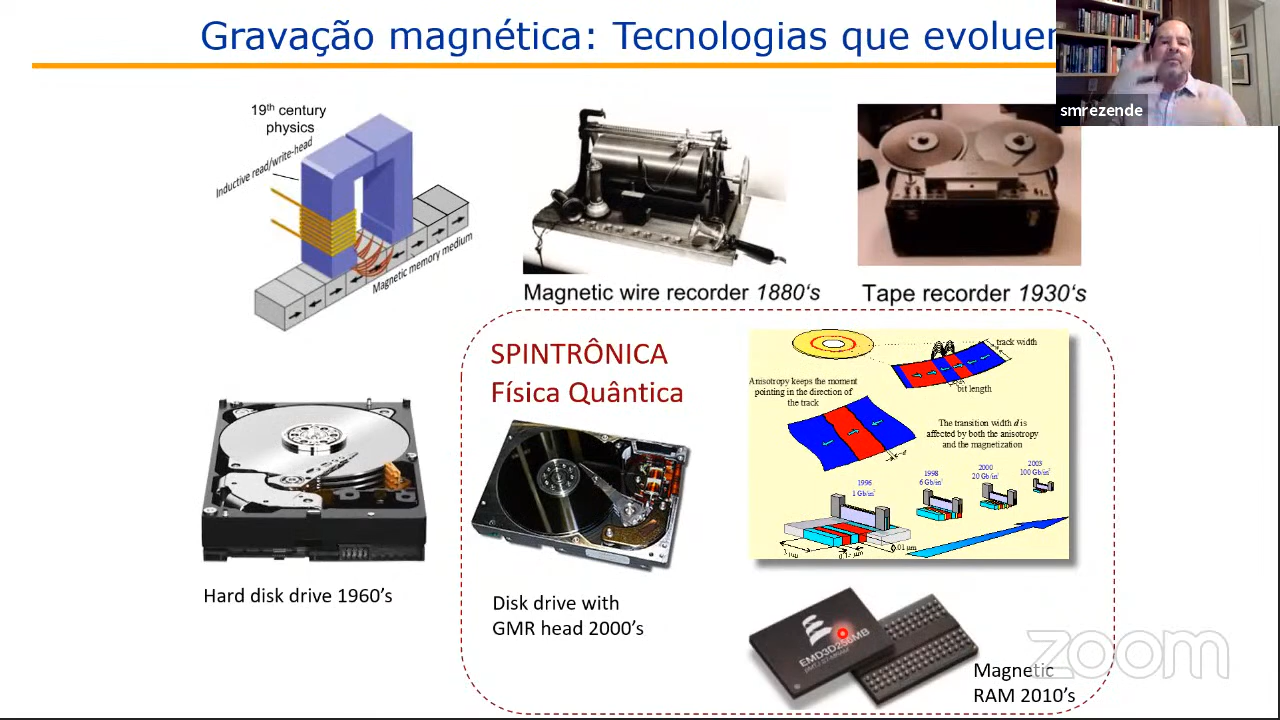 Gravação magnética: Tecnologias que evoluem
smrezende
19th century
physics
Inductive read/write-head
Magnetic memory medium
Magnetic wire recorder 1880's
Tape recorder 1930's
SPINTRÔNICA
Física Quântica
track width
bit length
Anisotropy keeps the moment
pointing in the direction of
the track
The transition width d is
affected by both the anisotropy
and the magnetization
d
1996
1 Gb/in²
1998
6 Gb/in²
2000
20 Gb/in²
2003
100 Gb/in²
Hard disk drive 1960's
Disk drive with
GMR head 2000's
EMD3D256MB
Magnetic
RAM 2010's
zoom